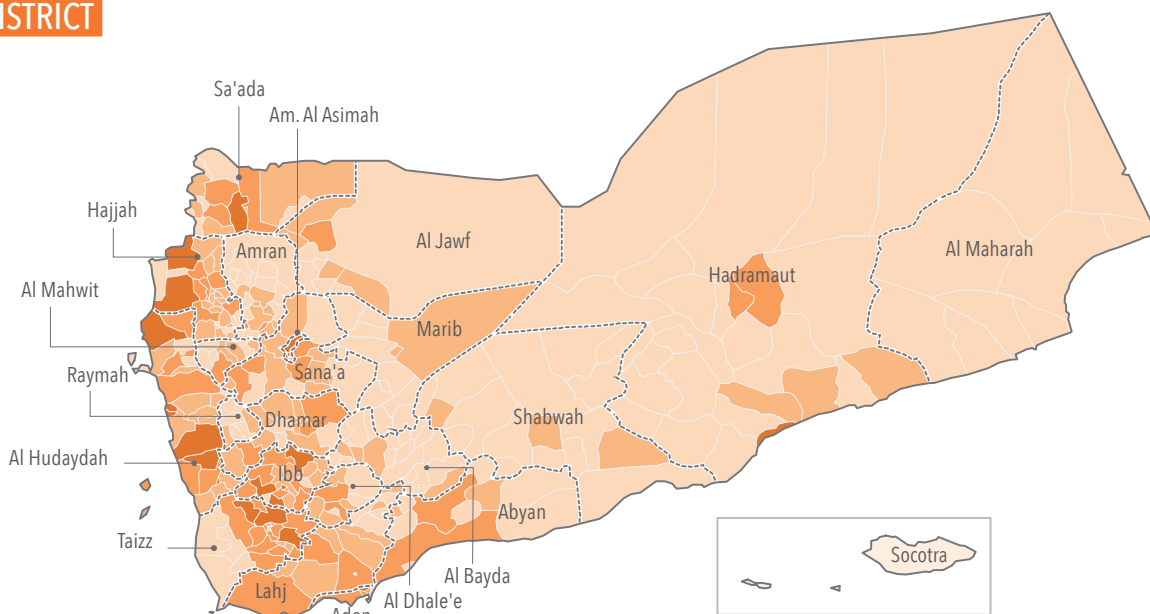 ISTRICT
Sa'ada
Am. Al Asimah
Hajjah
Amran
Al Jawf
Al Maharah
Hadramaut
Al Mahwit
Marib
Raymah
Sana'a
Dhamar
Shabwah
Al Hudaydah
Ibb
Abyan
Taizz
Socotra
Al Bayda
Lahj
Al Dhale'e
Aden